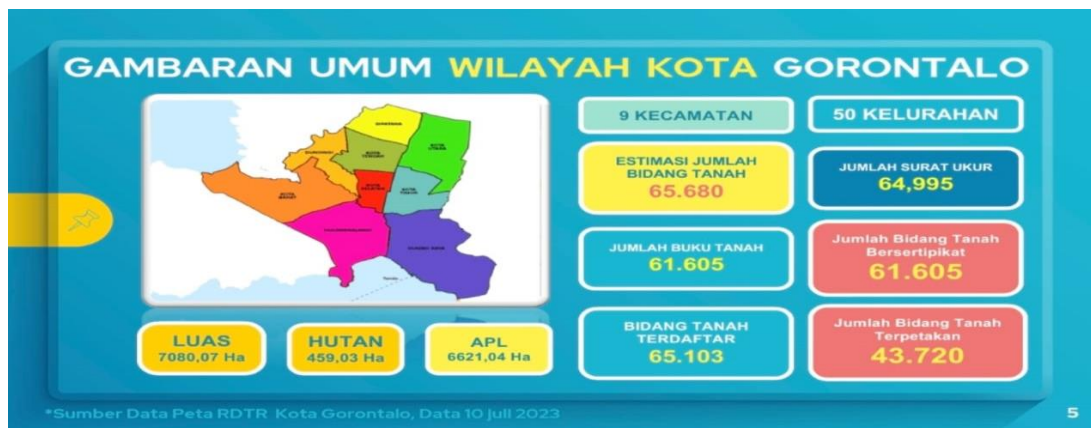 GAMBARAN UMUM WILAYAH KOTA GORONTALO
9 KECAMATAN
50 KELURAHAN
ESTIMASI JUMLAH
BIDANG TANAH
65.680
JUMLAH SURAT UKUR
64,995
JUMLAH BUKU TANAH
61.605
Jumlah Bidang Tanah
Bersertipikat
61.605
BIDANG TANAH
TERDAFTAR
65.103
Jumlah Bidang Tanah
Terpetakan
43.720
LUAS
7080,07 Ha
HUTAN
459,03 Ha
APL
6621,04 Ha
*Sumber Data Peta RDTR Kota Gorontalo, Data 10 Juli 2023
5